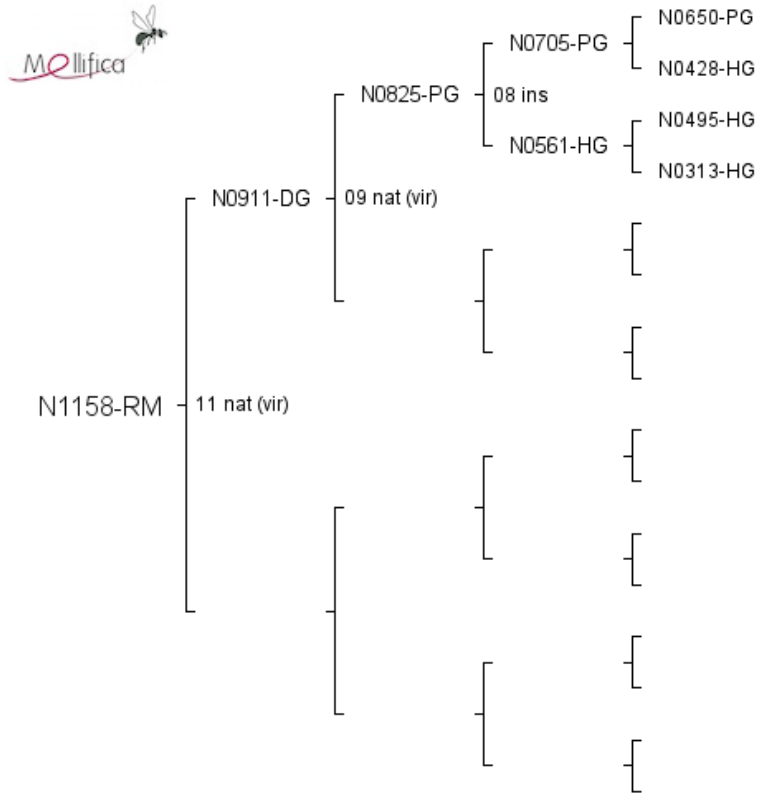 Mellifica
N0650-PG
N0705-PG
N0428-HG
N0825-PG
08 ins
N0495-HG
N0561-HG
N0313-HG
N0911-DG
09 nat (vir)
N1158-RM
11 nat (vir)